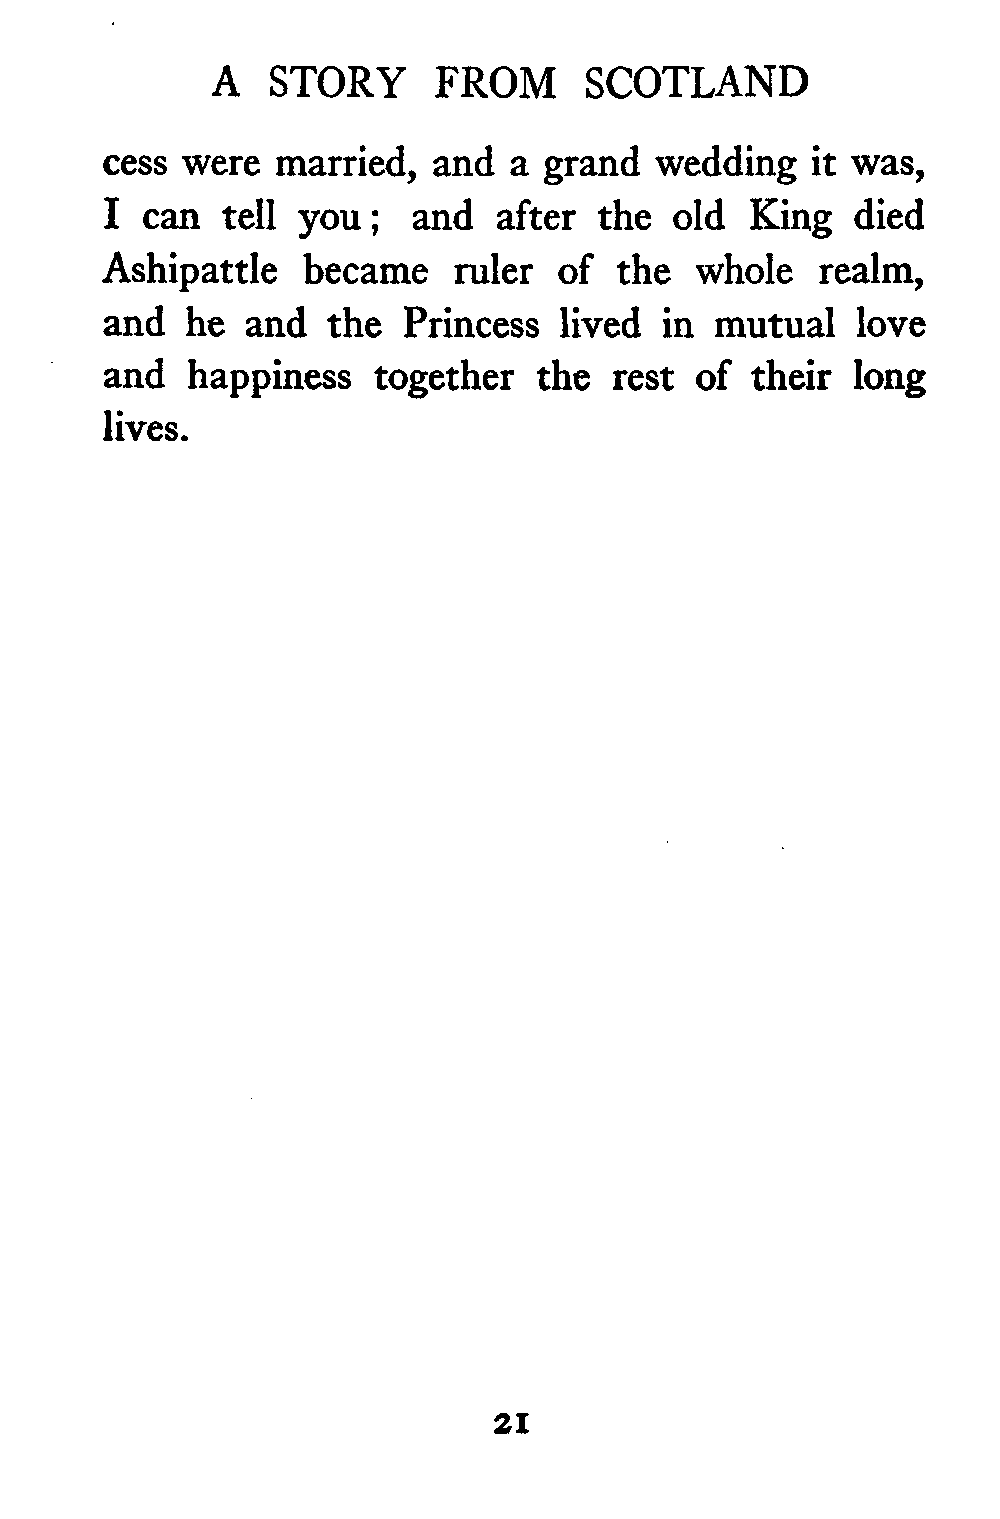 A STORY FROM SCOTLAND
cess were married, and a grand wedding it was,
I can tell you; and after the old King died
Ashipattle became ruler of the whole realm,
and he and the Princess lived in mutual love
and happiness together the rest of their long
lives.
21